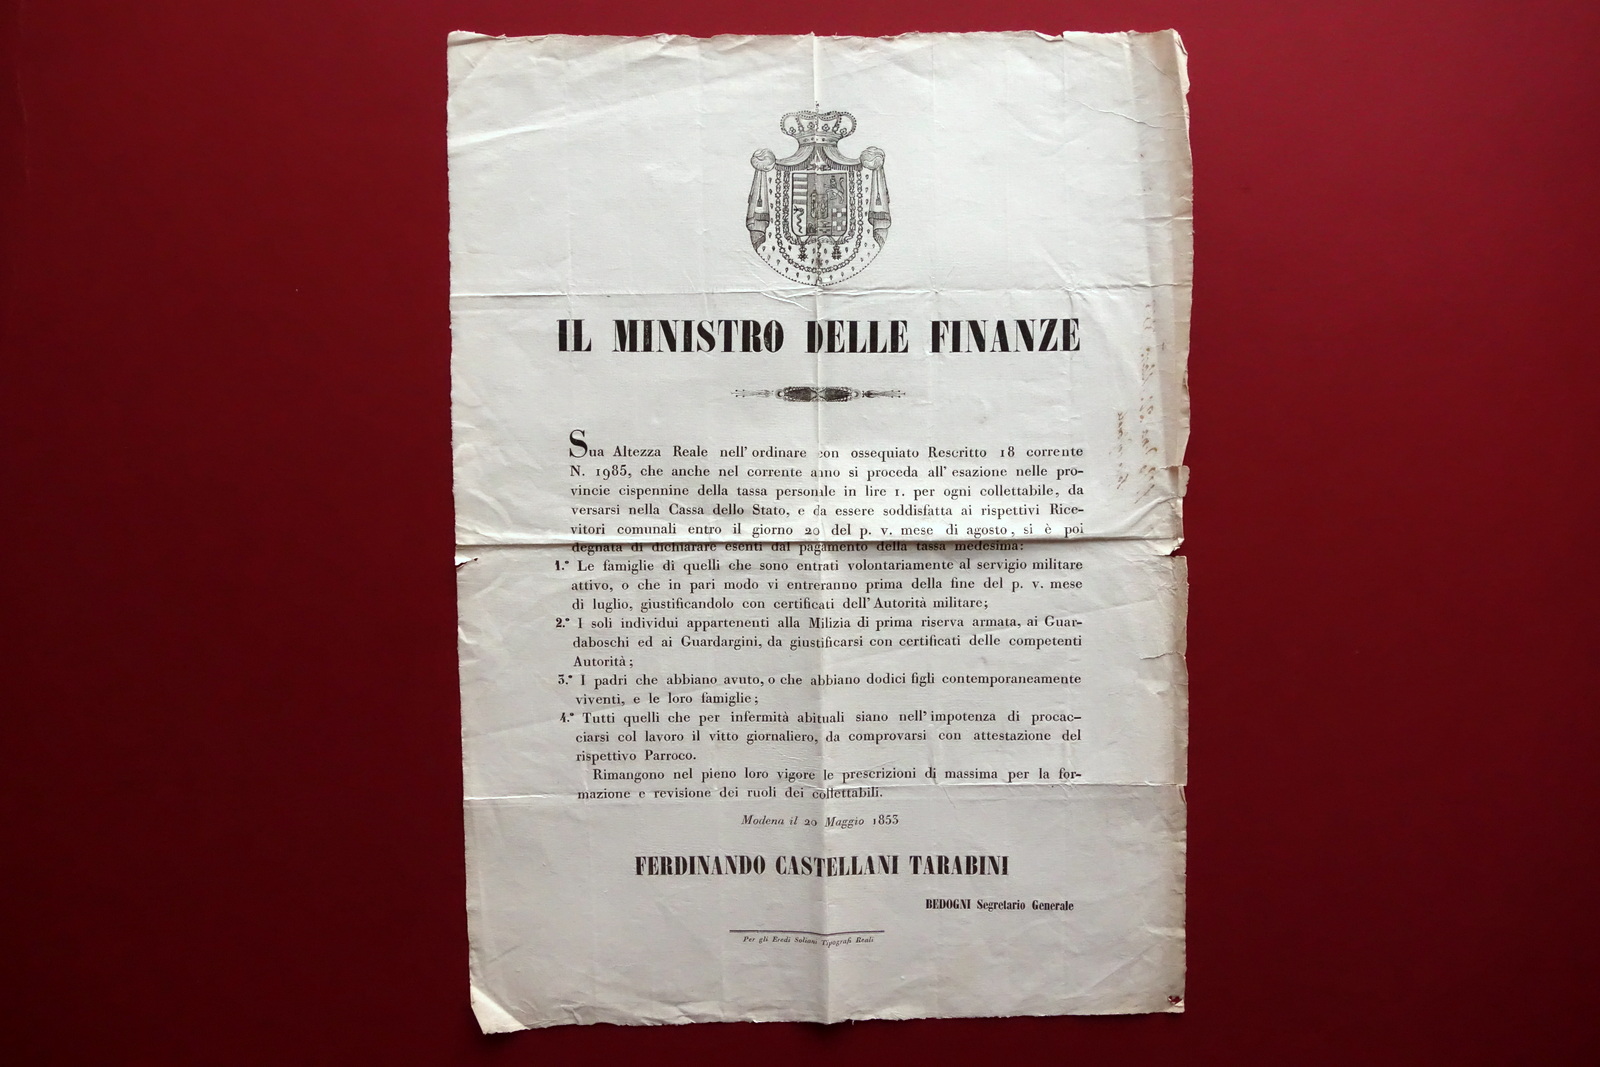 IL MINISTRO DELLE FINANZE
Sua Altezza Reale nell' ordinare con ossequiato Rescritto 18 corrente
N. 1985, che anche nel corrente anno si proceda all' esazione nelle pro-
vincie cispennine della tassa personale in lire 1. per ogni collettabile, da
versarsi nella Cassa dello Stato, e da essere soddisfatta ai rispettivi Rice-
vitori comunali entro il giorno 20 del p. v. mese di agosto, si è poi
degnata di dichiarare esenti dal pagamento della tassa medesima:
1.° Le famiglie di quelli che sono entrati volontariamente al servigio militare
attivo, o che in pari modo vi entreranno prima della fine del p. v. mese
di luglio, giustificandolo con certificati dell' Autorità militare;
2.° I soli individui appartenenti alla Milizia di prima riserva armata, ai Guar-
daboschi ed ai Guardargini, da giustificarsi con certificati delle competenti
Autorità;
3.° I padri che abbiano avuto, o che abbiano dodici figli contemporaneamente
viventi, e le loro famiglie;
4.° Tutti quelli che per infermità abituali siano nell' impotenza di procac-
ciarsi col lavoro il vitto giornaliero, da comprovarsi con attestazione del
rispettivo Parroco.
Rimangono nel pieno loro vigore le prescrizioni di massima per la for-
mazione e revisione dei ruoli dei collettabili.
Modena il 20 Maggio 1853
FERDINANDO CASTELLANI TARABINI
BEDOGNI Segretario Generale
Per gli Eredi Soliani Tipografi Reali